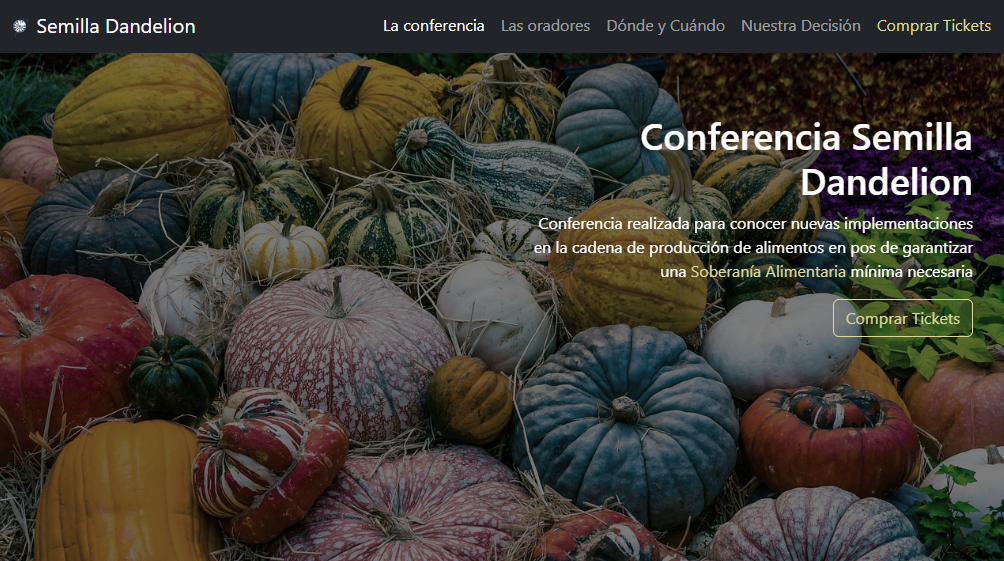 Semilla Dandelion
La conferencia Las oradores Dónde y Cuándo Nuestra Decisión Comprar Tickets
Conferencia Semilla
Dandelion
Conferencia realizada para conocer nuevas implementaciones
en la cadena de producción de alimentos en pos de garantizar
una Soberanía Alimentaria mínima necesaria
Comprar Tickets